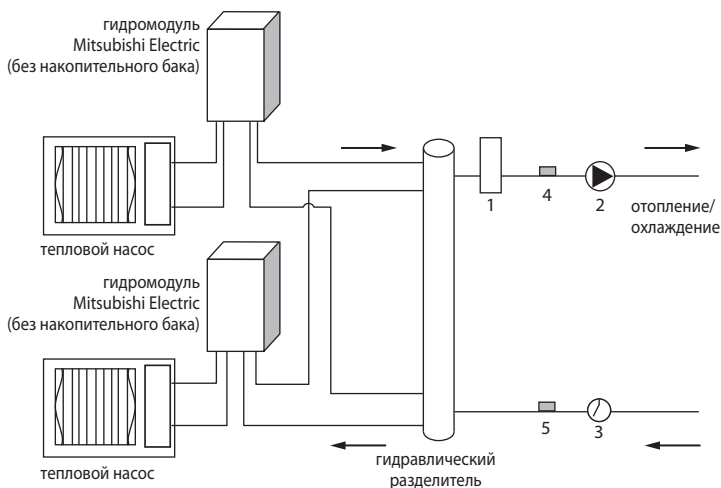 гидромодуль
Mitsubishi Electric
(без накопительного бака)
тепловой насос
1
4
2
отопление/
охлаждение
гидромодуль
Mitsubishi Electric
(без накопительного бака)
тепловой насос
5
3
гидравлический
разделитель